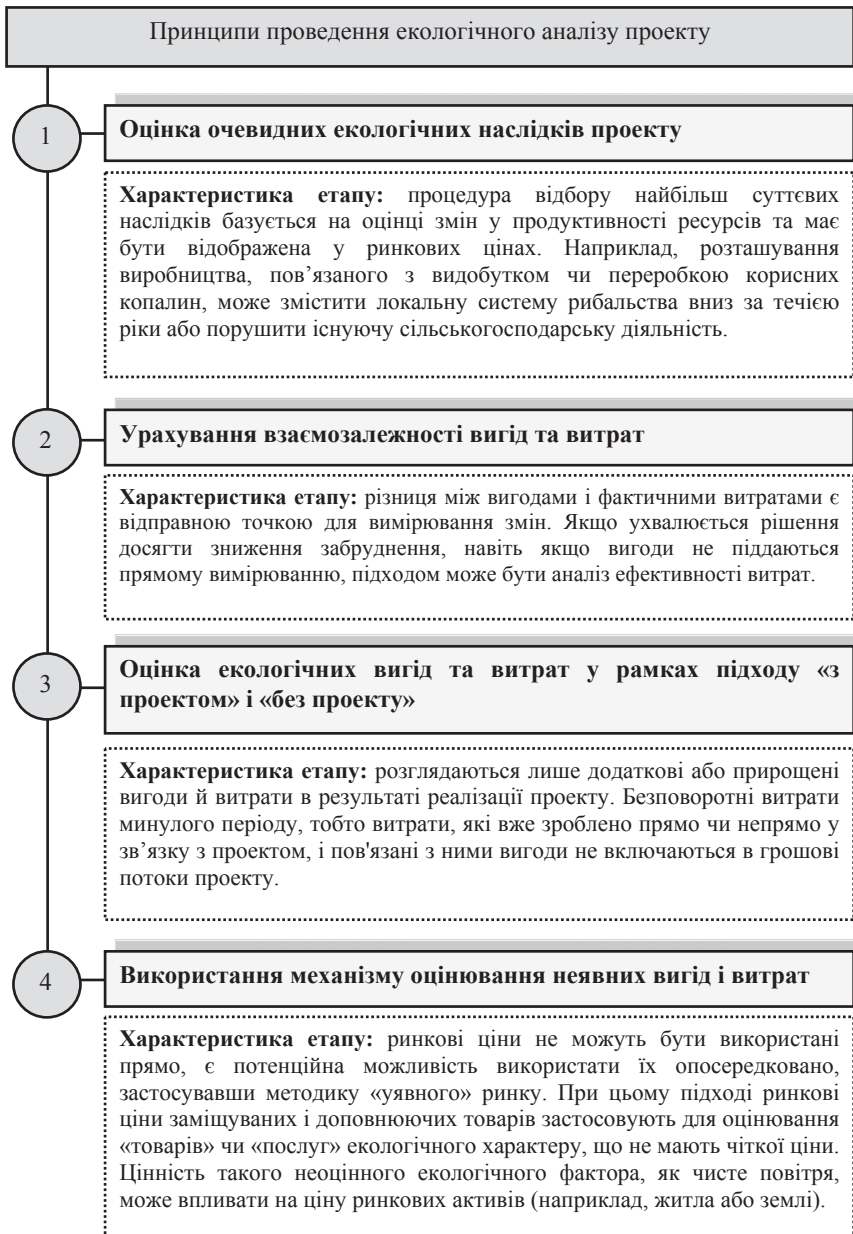 Принципи проведення екологічного аналізу проекту
1
Оцінка очевидних екологічних наслідків проекту
Характеристика етапу: процедура відбору найбільш суттєвих
наслідків базується на оцінці змін у продуктивності ресурсів та має
бути відображена у ринкових цінах. Наприклад, розташування
виробництва, пов’язаного з видобутком чи переробкою корисних
копалин, може змістити локальну систему рибальства вниз за течією
ріки або порушити існуючу сільськогосподарську діяльність.
2
Урахування взаємозалежності вигід та витрат
Характеристика етапу: різниця між вигодами і фактичними витратами є
відправною точкою для вимірювання змін. Якщо ухвалюється рішення
досягти зниження забруднення, навіть якщо вигоди не піддаються
прямому вимірюванню, підходом може бути аналіз ефективності витрат.
3
Оцінка екологічних вигід та витрат у рамках підходу «з
проектом» і «без проекту»
Характеристика етапу: розглядаються лише додаткові або прирощені
вигоди й витрати в результаті реалізації проекту. Безповоротні витрати
минулого періоду, тобто витрати, які вже зроблено прямо чи непрямо у
зв’язку з проектом, і пов'язані з ними вигоди не включаються в грошові
потоки проекту.
4
Використання механізму оцінювання неявних вигід і витрат
Характеристика етапу: ринкові ціни не можуть бути використані
прямо, є потенційна можливість використати їх опосередковано,
застосувавши методику «уявного» ринку. При цьому підході ринкові
ціни заміщуваних і доповнюючих товарів застосовують для оцінювання
«товарів» чи «послуг» екологічного характеру, що не мають чіткої ціни.
Цінність такого неоцінного екологічного фактора, як чисте повітря,
може впливати на ціну ринкових активів (наприклад, житла або землі).